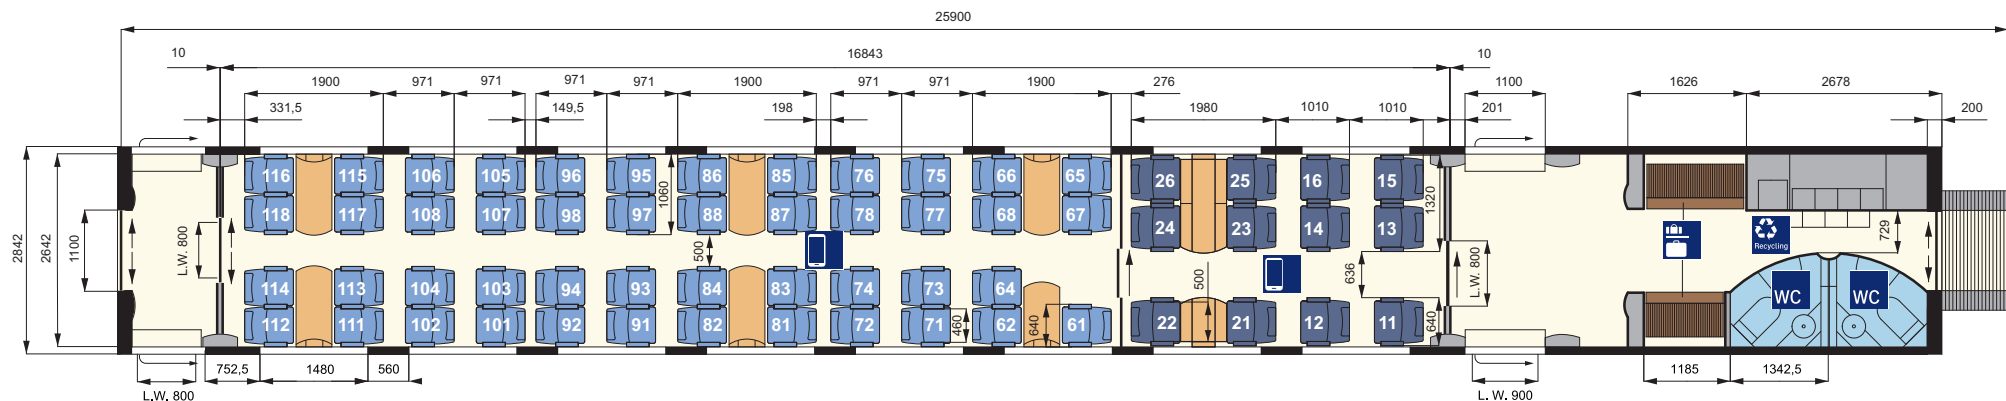 25900
10 16843 10
1900 971 971 971 971 1900 971 971 1900 276 1100 1626 2678
331,5 149,5 198 1980 1010 1010 201 200
116 115 106 105 96 95 86 85 76 75 66 65 26 25 16 15
118 117 108 107 98 97 88 87 78 77 68 67 24 23 14 13
2842 2642 1100 L.W. 800 1060 500 1320 636 L.W. 800 729
Recycling
114 113 104 103 94 93 84 83 74 73 64 500
WC WC
112 111 102 101 92 91 82 81 72 71 460 62 640 61 22 21 12 11 640
752,5 1480 560 1185 1342,5
L.W. 800 L. W. 900